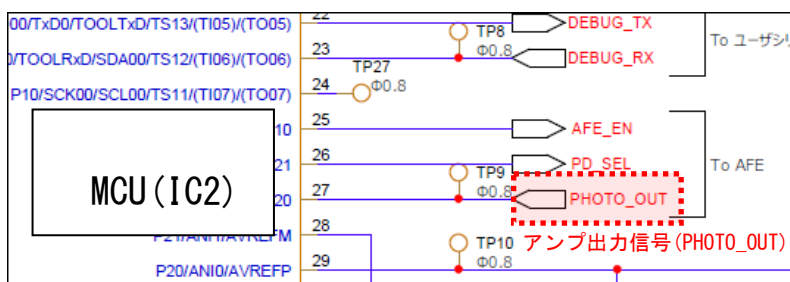 22
00/TxD0/TOOLTxD/TS13/(TI05)/(TO05)
DEBUG_TX
TP8
Φ0.8
To ユーザシリ
23
/TOOLRxD/SDA00/TS12/(TI06)/(TO06)
DEBUG_RX
TP27
Φ0.8
24
P10/SCK00/SCL00/TS11/(TI07)/(TO07)
25
10
AFE_EN
26
21
PD_SEL
To AFE
MCU(IC2)
TP9
Φ0.8
27
20
PHOTO_OUT
28
P21/ANI1/AVREFM
アンプ出力信号(PHOTO_OUT)
TP10
Φ0.8
29
P20/ANI0/AVREFP